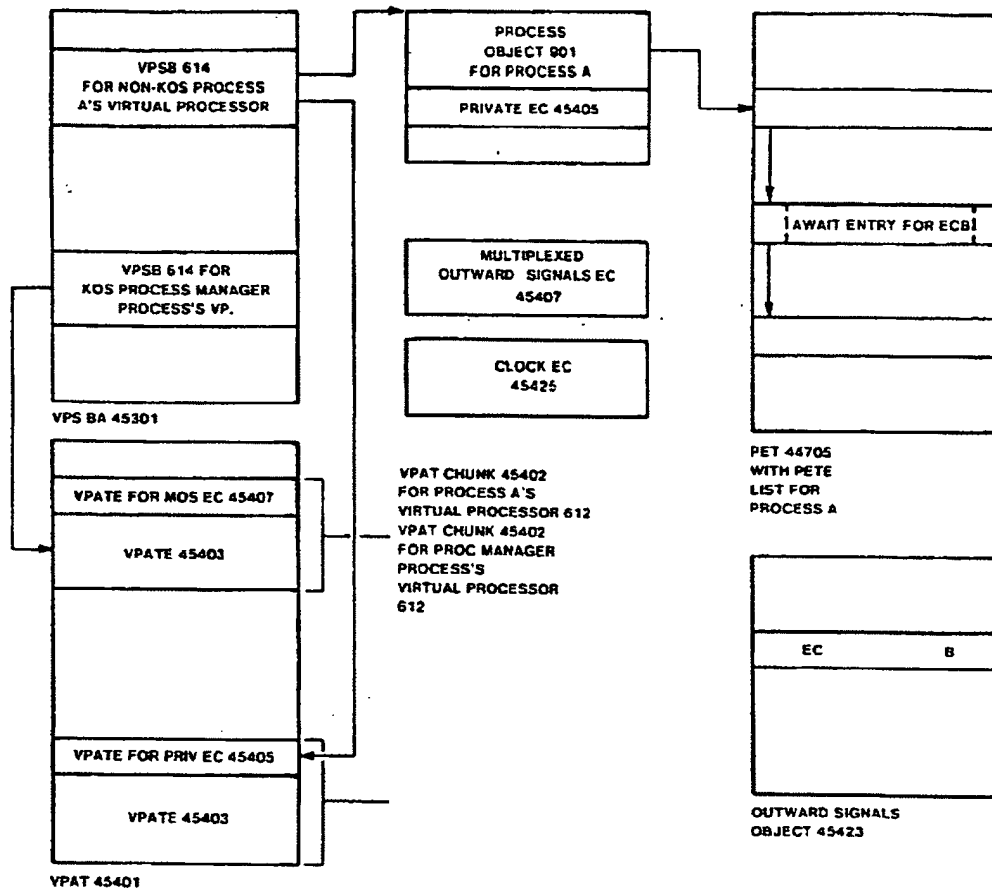 VPSB 614
FOR NON-KOS PROCESS
A'S VIRTUAL PROCESSOR
VPSB 614 FOR
KOS PROCESS MANAGER
PROCESS'S VP.
VPS BA 45301
VPATE FOR MOS EC 45407
VPATE 45403
VPATE FOR PRIV EC 45405
VPATE 45403
VPAT 45401
PROCESS
OBJECT 901
FOR PROCESS A
PRIVATE EC 45405
MULTIPLEXED
OUTWARD SIGNALS EC
45407
CLOCK EC
45425
VPAT CHUNK 45402
FOR PROCESS A'S
VIRTUAL PROCESSOR 612
VPAT CHUNK 45402
FOR PROC MANAGER
PROCESS'S
VIRTUAL PROCESSOR
612
AWAIT ENTRY FOR ECB
PET 44705
WITH PETE
LIST FOR
PROCESS A
EC B
OUTWARD SIGNALS
OBJECT 45423